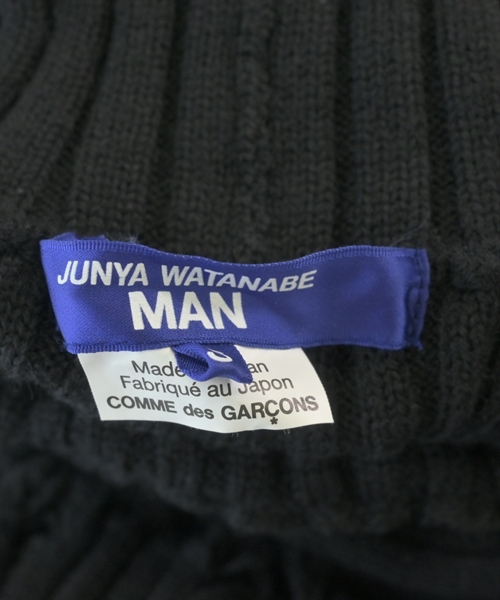 JUNYA WATANABE
MAN
Made
Fabriqué au Japon
COMME des GARÇONS